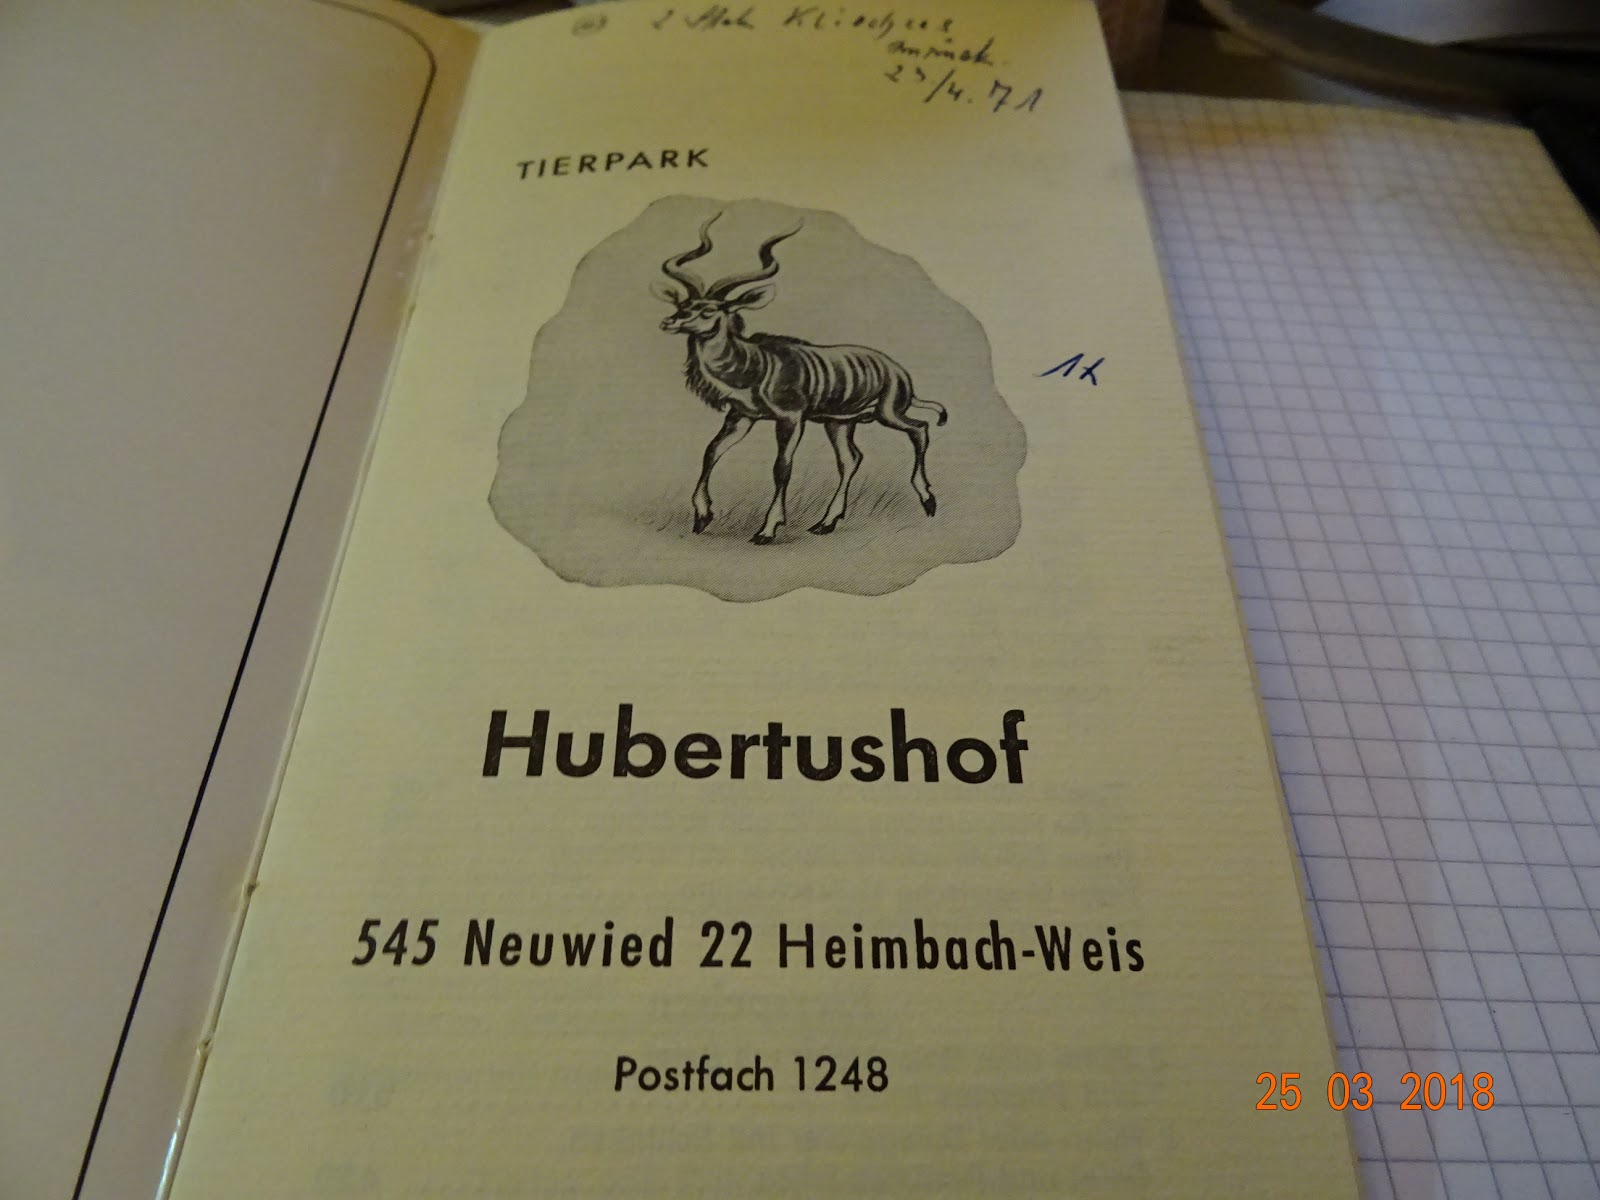 2 Stck Klischees
zurück.
23/4.71
TIERPARK
1x
Hubertushof
545 Neuwied 22 Heimbach-Weis
Postfach 1248
25 03 2018